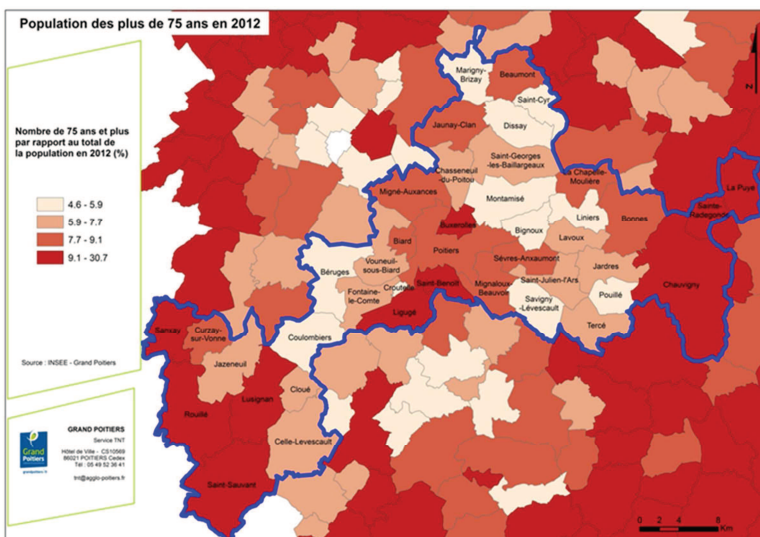 Population des plus de 75 ans en 2012
Nombre de 75 ans et plus
par rapport au total de
la population en 2012 (%)
4.6 - 5.9
5.9 - 7.7
7.7 - 9.1
9.1 - 30.7
Source : INSEE - Grand Poitiers
GRAND POITIERS
Service TNT
Hôtel de Ville - CS10569
86021 POITIERS Cedex
Tél : 05 49 52 36 41
tnt@agglo-poitiers.fr
Grand
Poitiers
grandpoitiers.fr
Marigny-
Brizay
Beaumont
Saint-Cyr
Jaunay-Clan
Dissay
Saint-Georges
-les-Baillargeaux
Chasseneuil
-du-Poitou
La Chapelle-
Moulière
La Puye
Migné-Auxances
Montamisé
Sainte-
Radegonde
Liniers
Bonnes
Buxerolles
Bignoux
Lavoux
Biard
Poitiers
Sèvres-Anxaumont
Vouneuil
-sous-Biard
Jardres
Béruges
Saint-Benoît
Mignaloux-
Beauvoir
Saint-Julien-l'Ars
Chauvigny
Fontaine-
le-Comte
Croutelle
Pouillé
Savigny
-Lévescault
Ligugé
Tercé
Sanxay
Curzay-
sur-Vonne
Coulombiers
Jazeneuil
Cloué
Lusignan
Rouillé
Celle-Levescault
Saint-Sauvant
N
0 2 4 8
Km